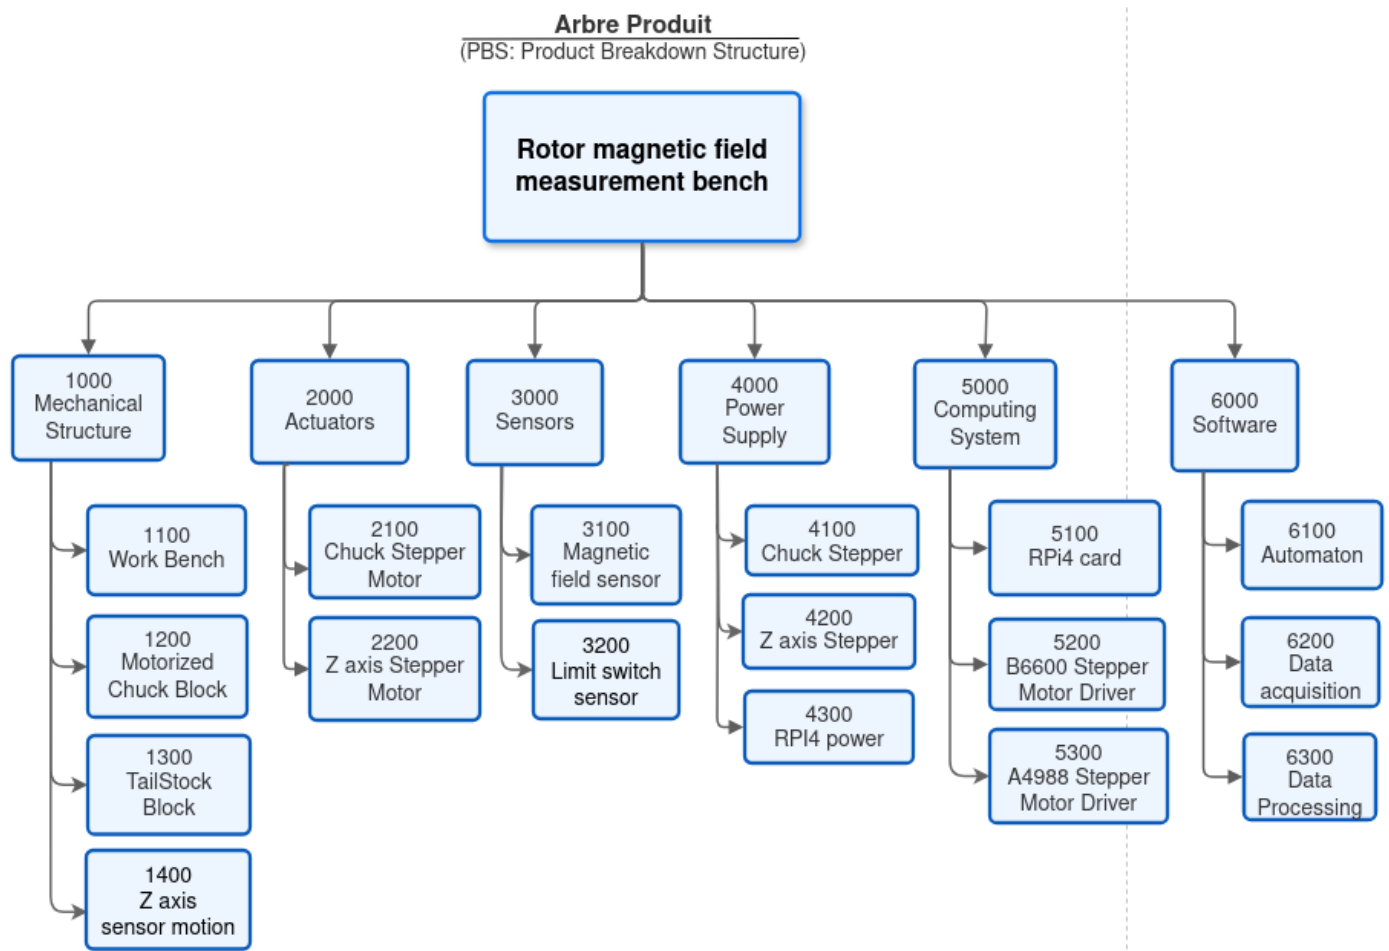 Arbre Produit
(PBS: Product Breakdown Structure)
Rotor magnetic field
measurement bench
1000
Mechanical
Structure
2000
Actuators
3000
Sensors
4000
Power
Supply
5000
Computing
System
6000
Software
1100
Work Bench
1200
Motorized
Chuck Block
1300
TailStock
Block
1400
Z axis
sensor motion
2100
Chuck Stepper
Motor
2200
Z axis Stepper
Motor
3100
Magnetic
field sensor
3200
Limit switch
sensor
4100
Chuck Stepper
4200
Z axis Stepper
4300
RPI4 power
5100
RPi4 card
5200
B6600 Stepper
Motor Driver
5300
A4988 Stepper
Motor Driver
6100
Automaton
6200
Data
acquisition
6300
Data
Processing